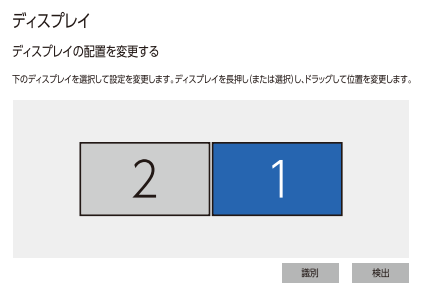 ディスプレイ
ディスプレイの配置を変更する
下のディスプレイを選択して設定を変更します。ディスプレイを長押し(または選択)し、ドラッグして位置を変更します。
2 1
識別 検出